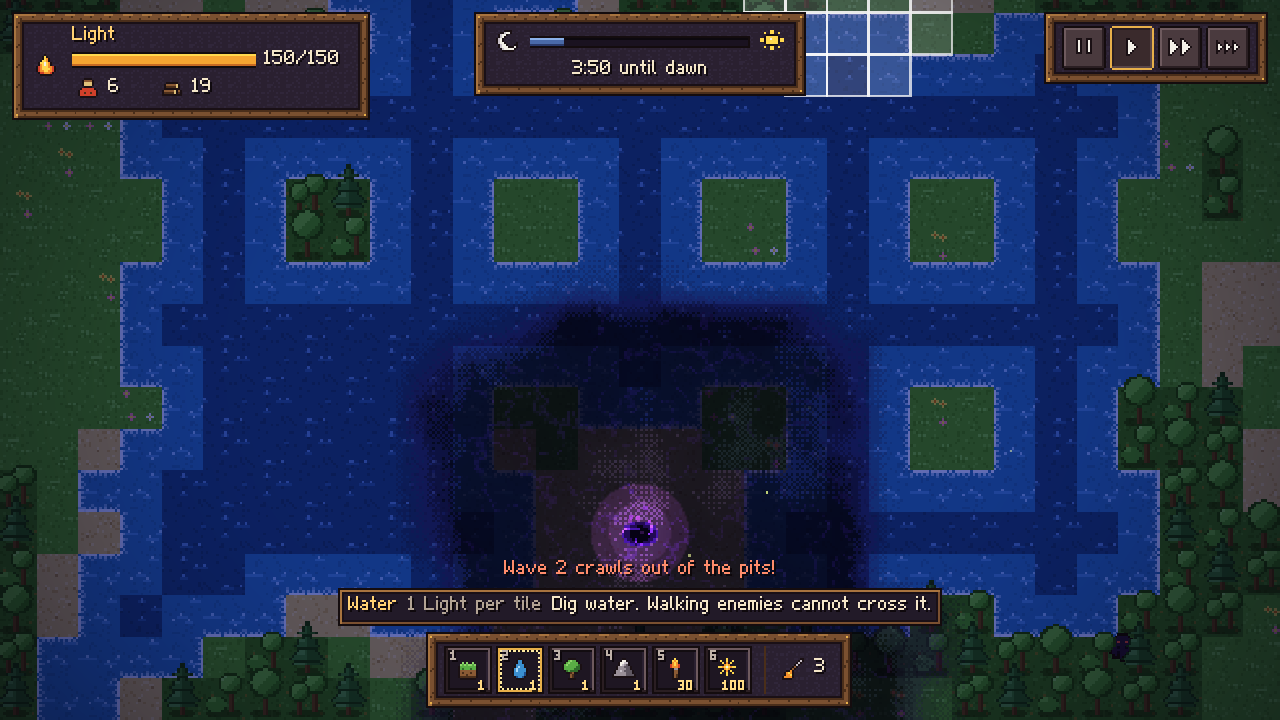 Light
150/150
6 19
3:50 until dawn
Wave 2 crawls out of the pits!
Water 1 Light per tile Dig water. Walking enemies cannot cross it.
1 2 3 4 5 6
1 1 1 1 30 100
3